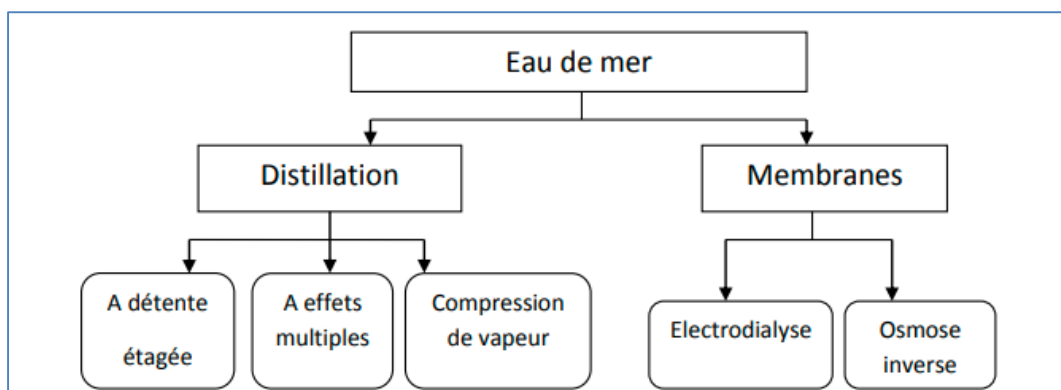 Eau de mer
Distillation
Membranes
A détente
étagée
A effets
multiples
Compression
de vapeur
Electrodialyse
Osmose
inverse